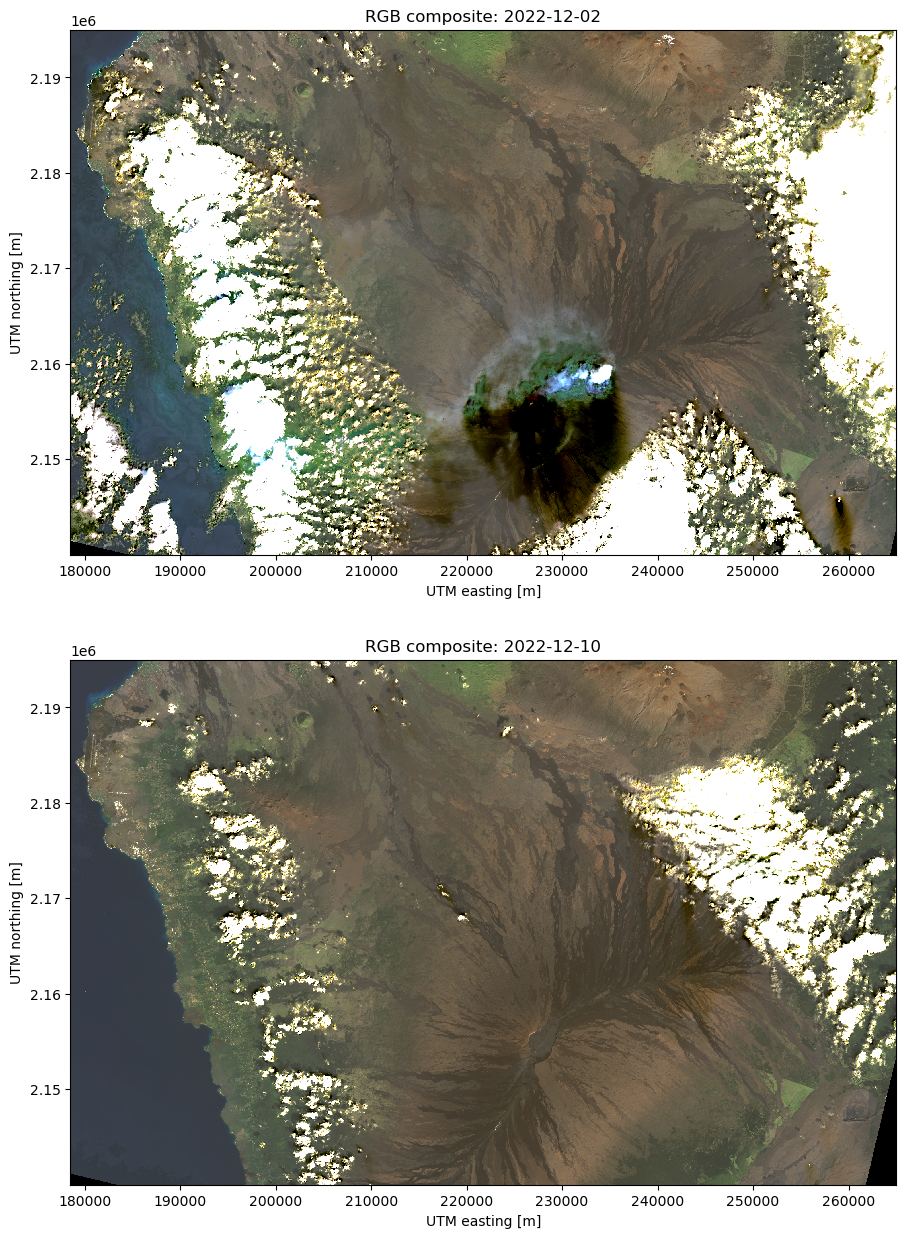 RGB composite: 2022-12-02
1e6
2.19
2.18
2.17
2.16
2.15
UTM northing [m]
180000 190000 200000 210000 220000 230000 240000 250000 260000
UTM easting [m]
RGB composite: 2022-12-10
1e6
2.19
2.18
2.17
2.16
2.15
UTM northing [m]
180000 190000 200000 210000 220000 230000 240000 250000 260000
UTM easting [m]